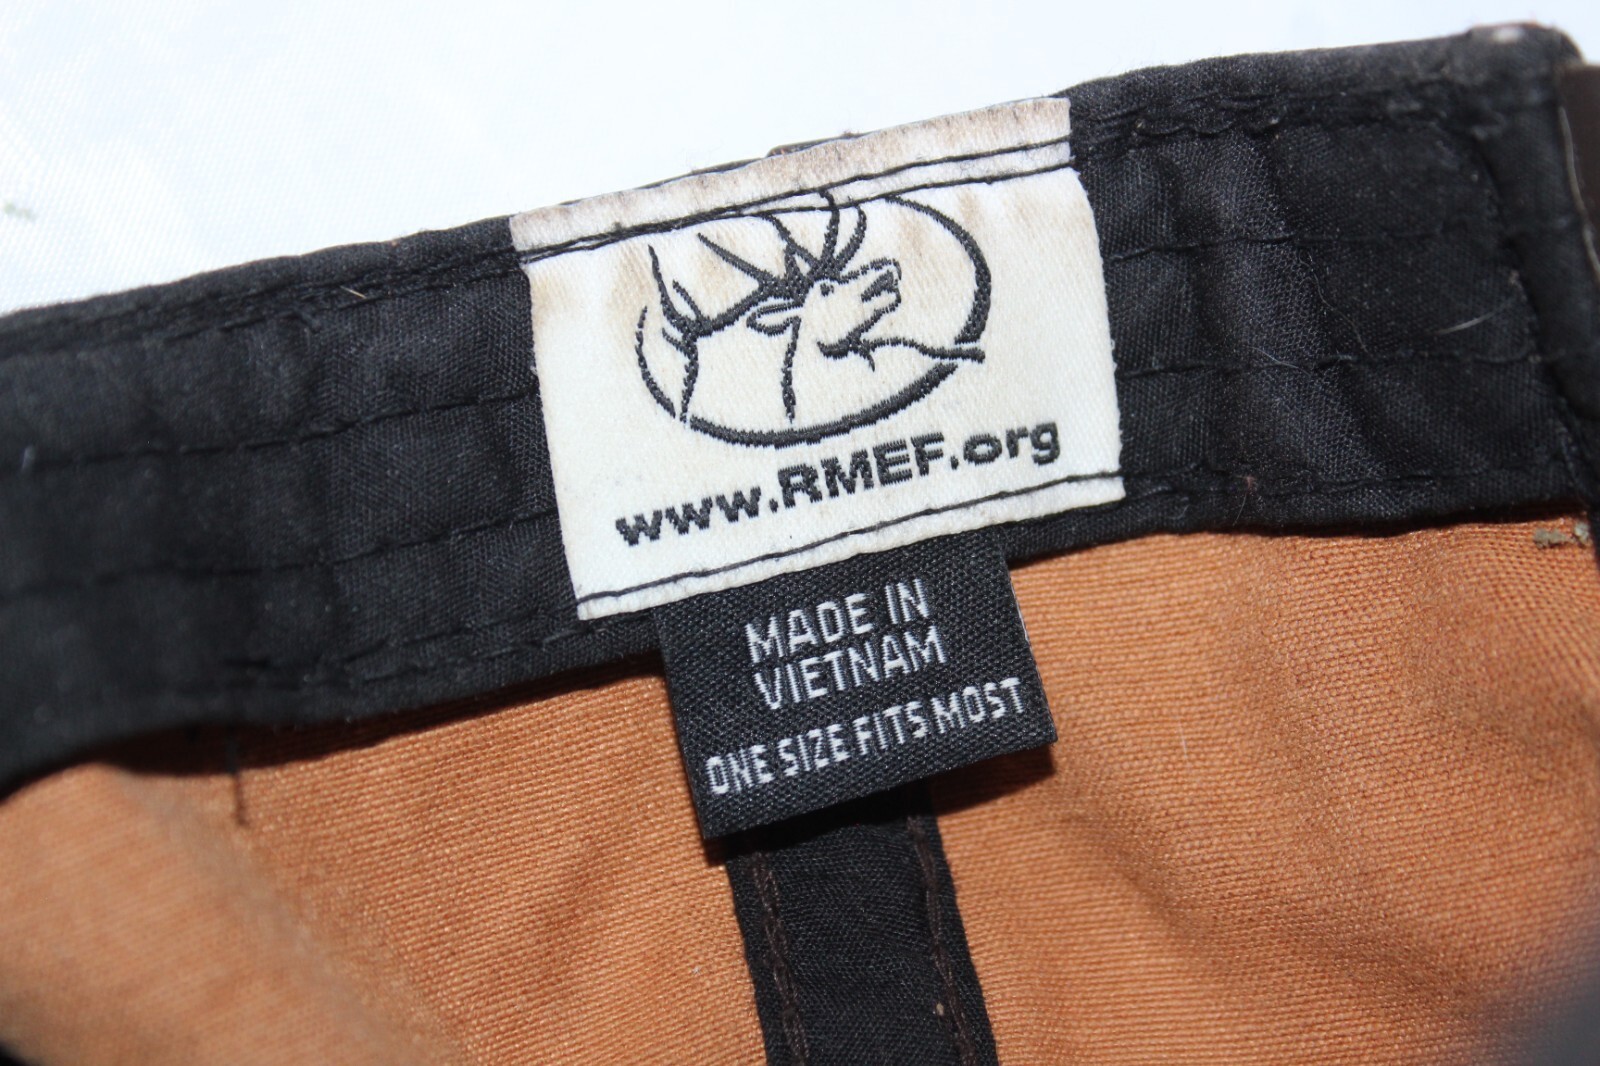 www.RMEF.org
MADE IN
VIETNAM
ONE SIZE FITS MOST